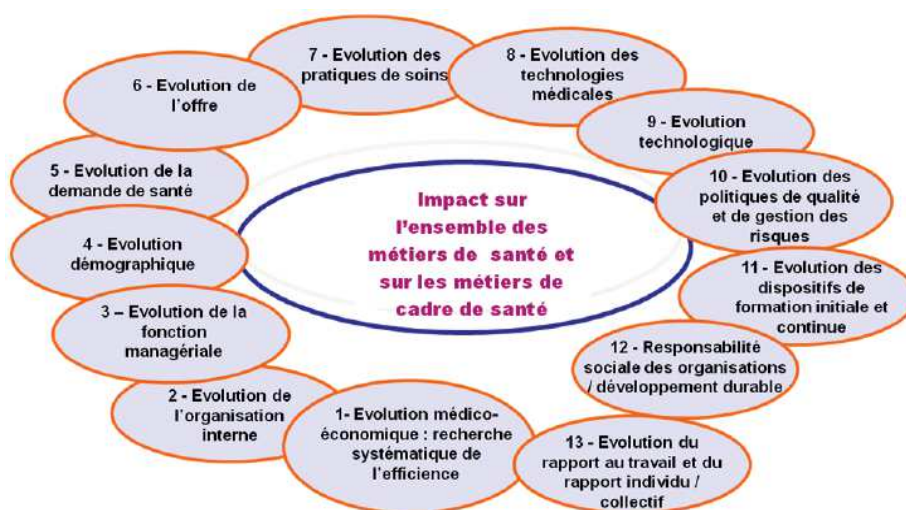 7 - Evolution des
pratiques de soins
8 - Evolution des
technologies
médicales
6 - Evolution de
l'offre
9 - Evolution
technologique
5 - Evolution de la
demande de santé
10 - Evolution des
politiques de qualité
et de gestion des
risques
Impact sur
l'ensemble des
métiers de santé et
sur les métiers de
cadre de santé
4 - Evolution
démographique
11 - Evolution des
dispositifs de
formation initiale et
continue
3 – Evolution de la
fonction
managériale
12 - Responsabilité
sociale des organisations
/ développement durable
2 - Evolution de
l'organisation
interne
1- Evolution médico-
économique : recherche
systématique de
l'efficience
13 - Evolution du
rapport au travail et du
rapport individu /
collectif